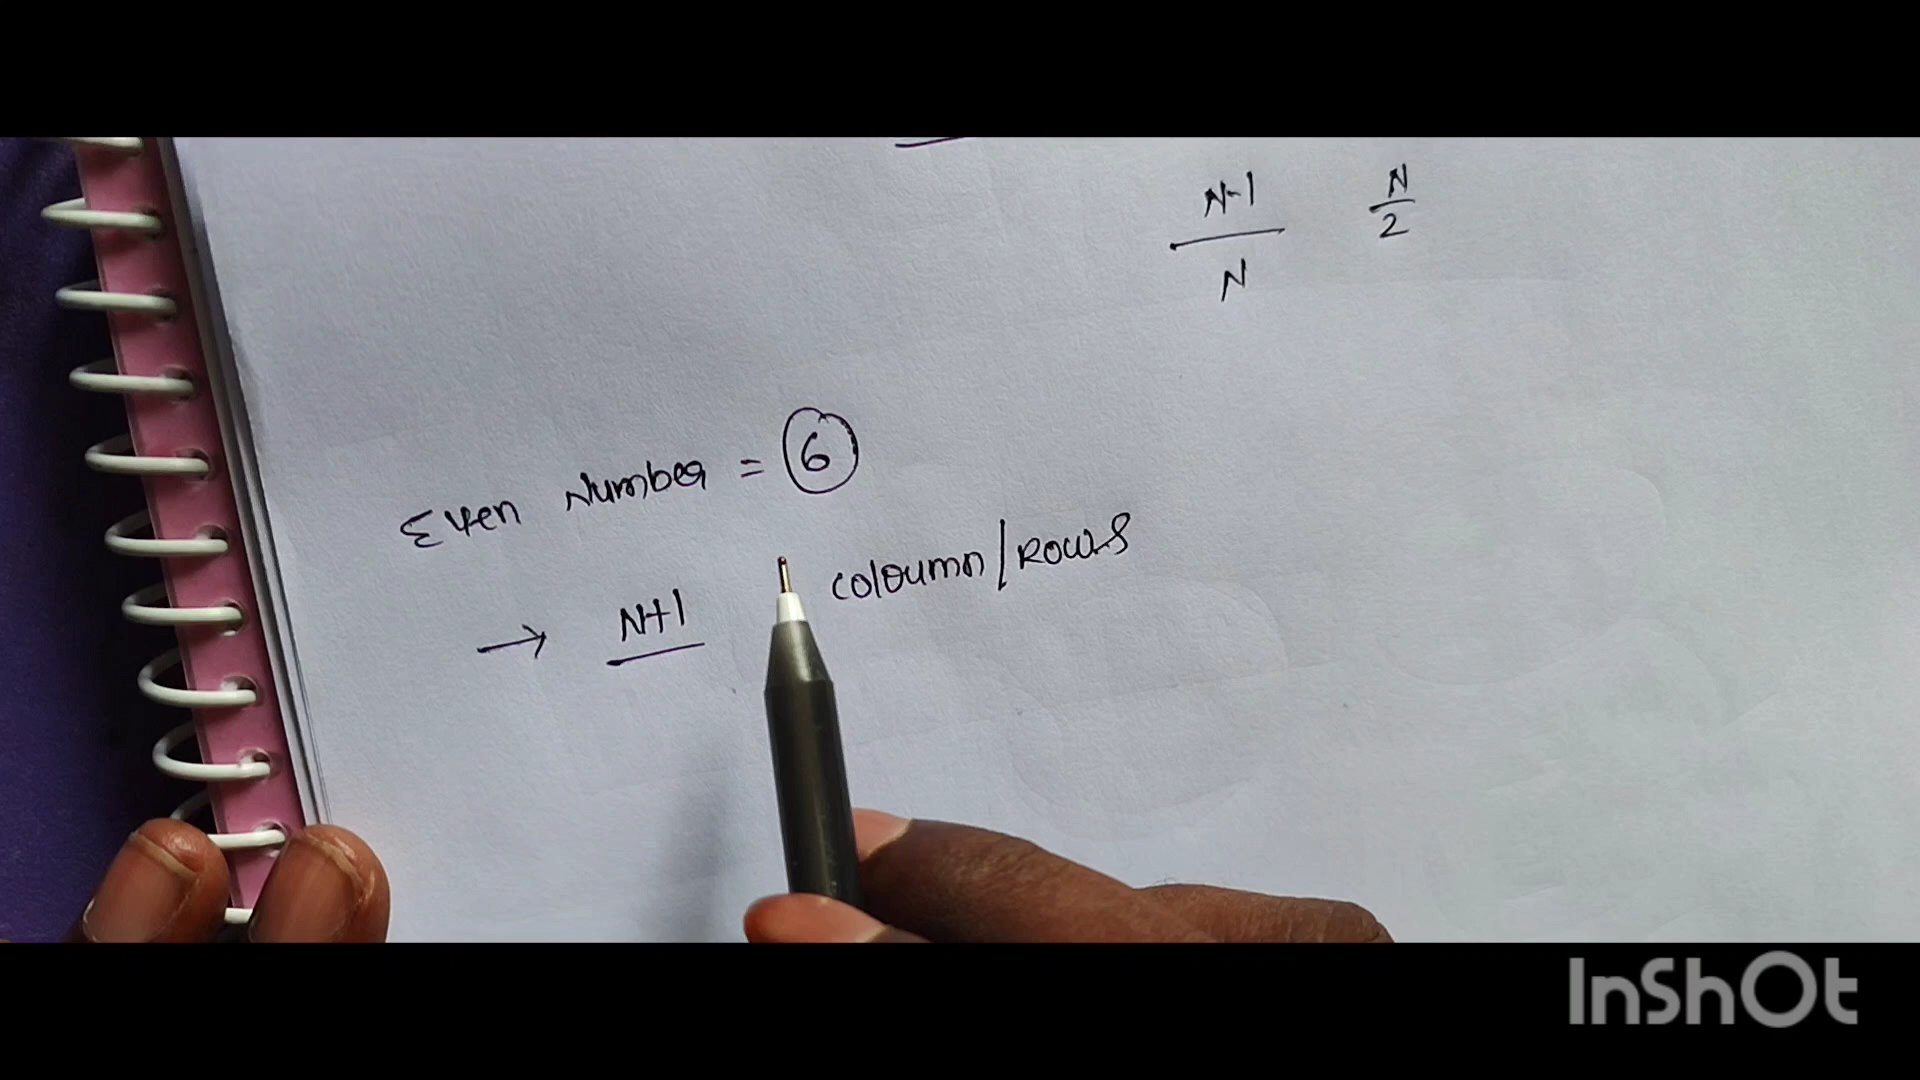 N-1 N
N 2
Even Number = 6
→ N+1 coloumn/Rows
InShOt